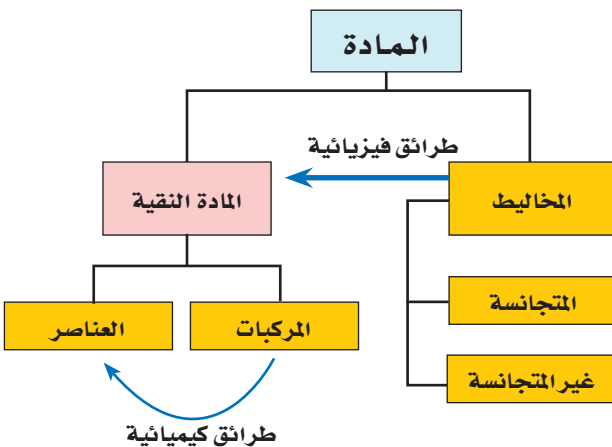 المادة
طرائق فيزيائية
المخاليط
المادة النقية
المتجانسة
المركبات
العناصر
غير المتجانسة
طرائق كيميائية